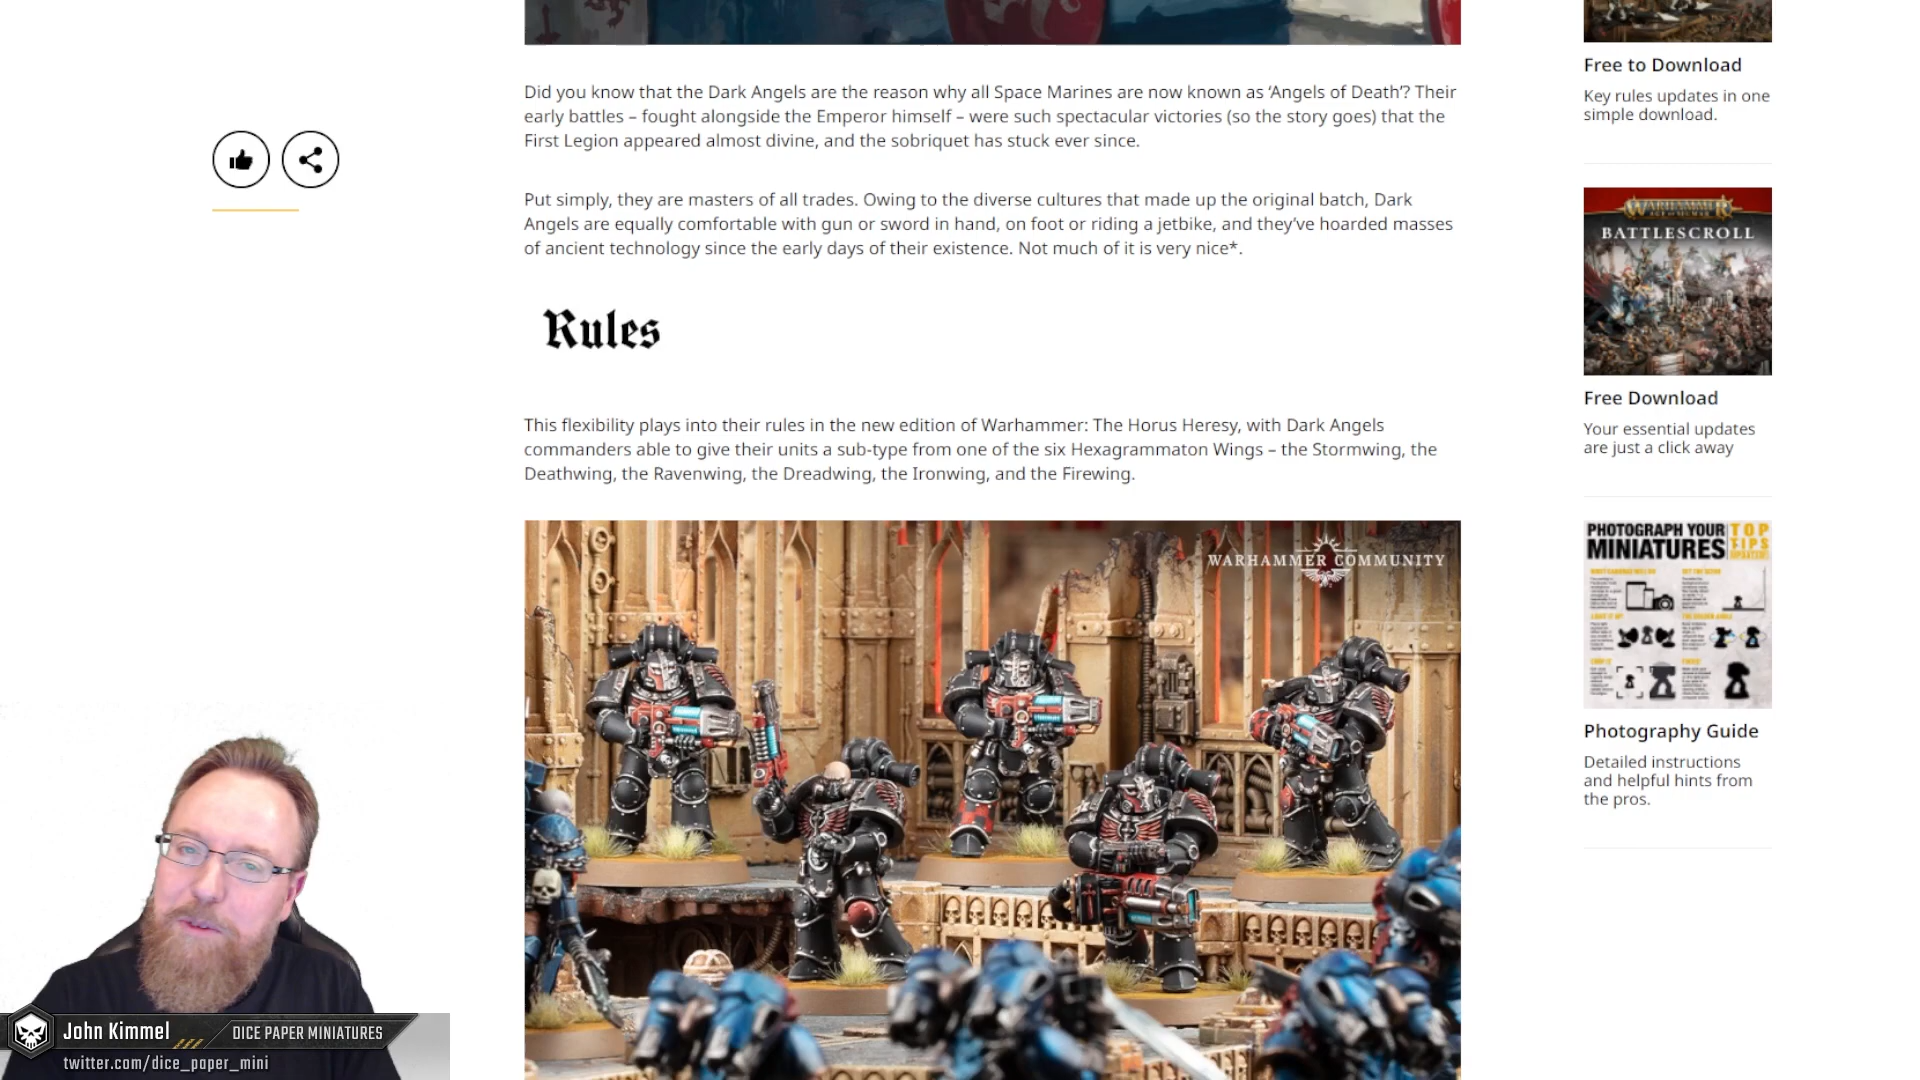 Did you know that the Dark Angels are the reason why all Space Marines are now known as ‘Angels of Death’? Their
early battles – fought alongside the Emperor himself – were such spectacular victories (so the story goes) that the
First Legion appeared almost divine, and the sobriquet has stuck ever since.
Put simply, they are masters of all trades. Owing to the diverse cultures that made up the original batch, Dark
Angels are equally comfortable with gun or sword in hand, on foot or riding a jetbike, and they’ve hoarded masses
of ancient technology since the early days of their existence. Not much of it is very nice*.
Rules
This flexibility plays into their rules in the new edition of Warhammer: The Horus Heresy, with Dark Angels
commanders able to give their units a sub-type from one of the six Hexagrammaton Wings – the Stormwing, the
Deathwing, the Ravenwing, the Dreadwing, the Ironwing, and the Firewing.
WARHAMMER COMMUNITY
Free to Download
Key rules updates in one
simple download.
WARHAMMER
BATTLESCROLL
Free Download
Your essential updates
are just a click away
PHOTOGRAPH YOUR
MINIATURES
TOP
TIPS
Photography Guide
Detailed instructions
and helpful hints from
the pros.
John Kimmel
DICE PAPER MINIATURES
twitter.com/dice_paper_mini